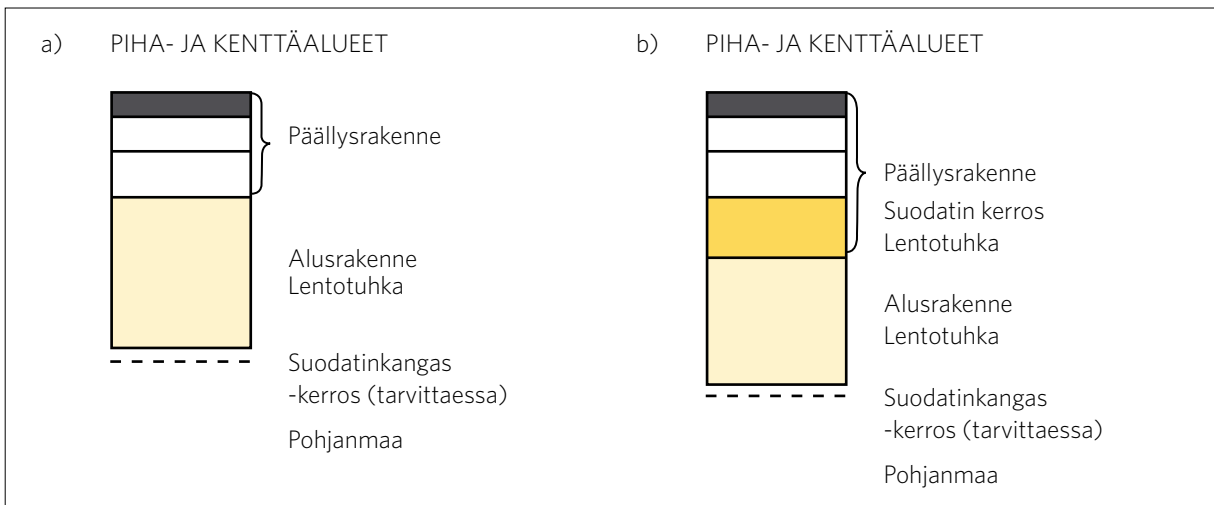 a) PIHA- JA KENTTÄALUEET
Päällysrakenne
Alusrakenne
Lentotuhka
Suodatinkangas
-kerros (tarvittaessa)
Pohjanmaa
b) PIHA- JA KENTTÄALUEET
Päällysrakenne
Suodatin kerros
Lentotuhka
Alusrakenne
Lentotuhka
Suodatinkangas
-kerros (tarvittaessa)
Pohjanmaa